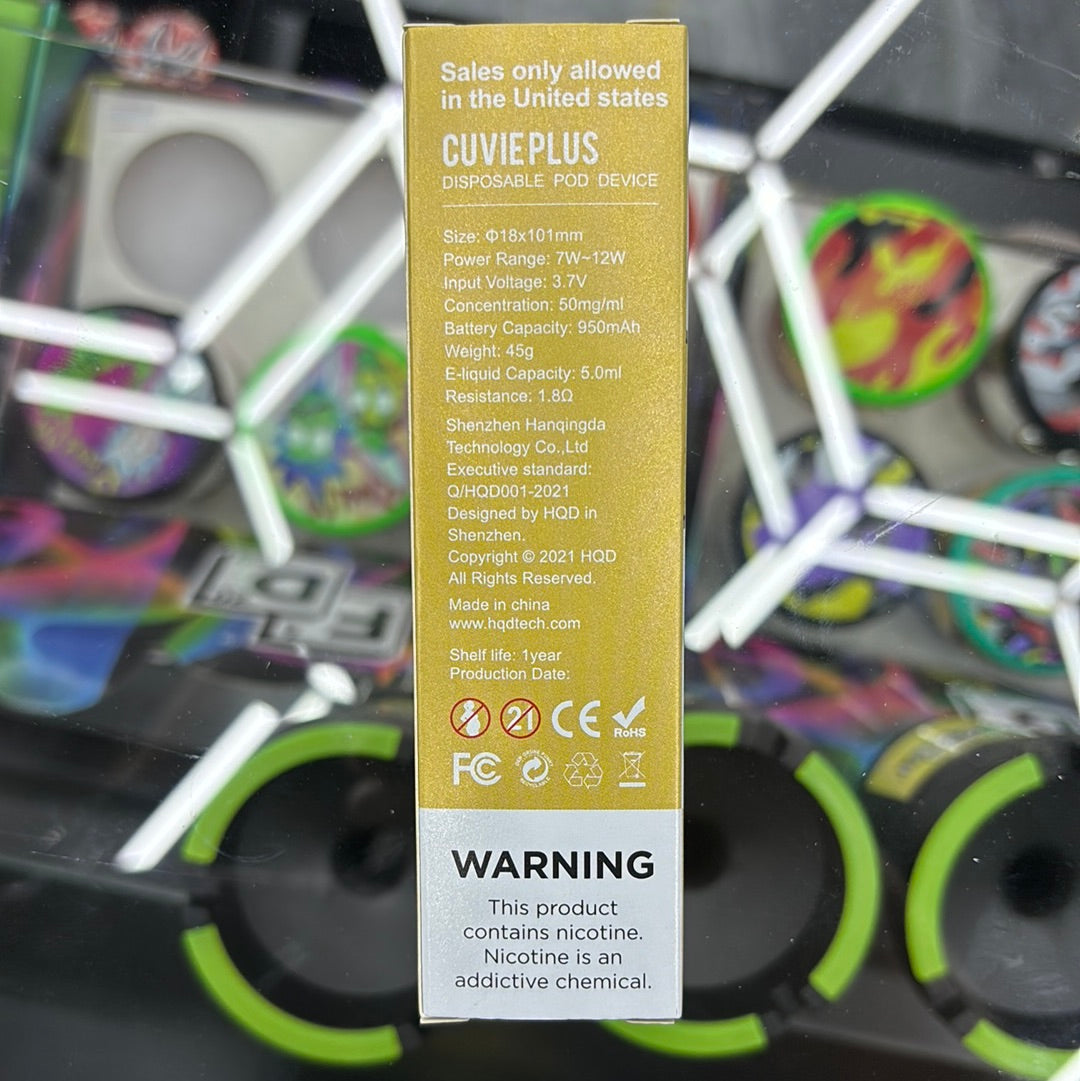 Sales only allowed
in the United states
CUVIE PLUS
DISPOSABLE POD DEVICE
Size: Φ18x101mm
Power Range: 7W~12W
Input Voltage: 3.7V
Concentration: 50mg/ml
Battery Capacity: 950mAh
Weight: 45g
E-liquid Capacity: 5.0ml
Resistance: 1.8Ω
Shenzhen Hanqingda
Technology Co.,Ltd
Executive standard:
Q/HQD001-2021
Designed by HQD in
Shenzhen.
Copyright © 2021 HQD
All Rights Reserved.
Made in china
www.hqdtech.com
Shelf life: 1year
Production Date:
21 CE RoHS
FC
WARNING
This product
contains nicotine.
Nicotine is an
addictive chemical.